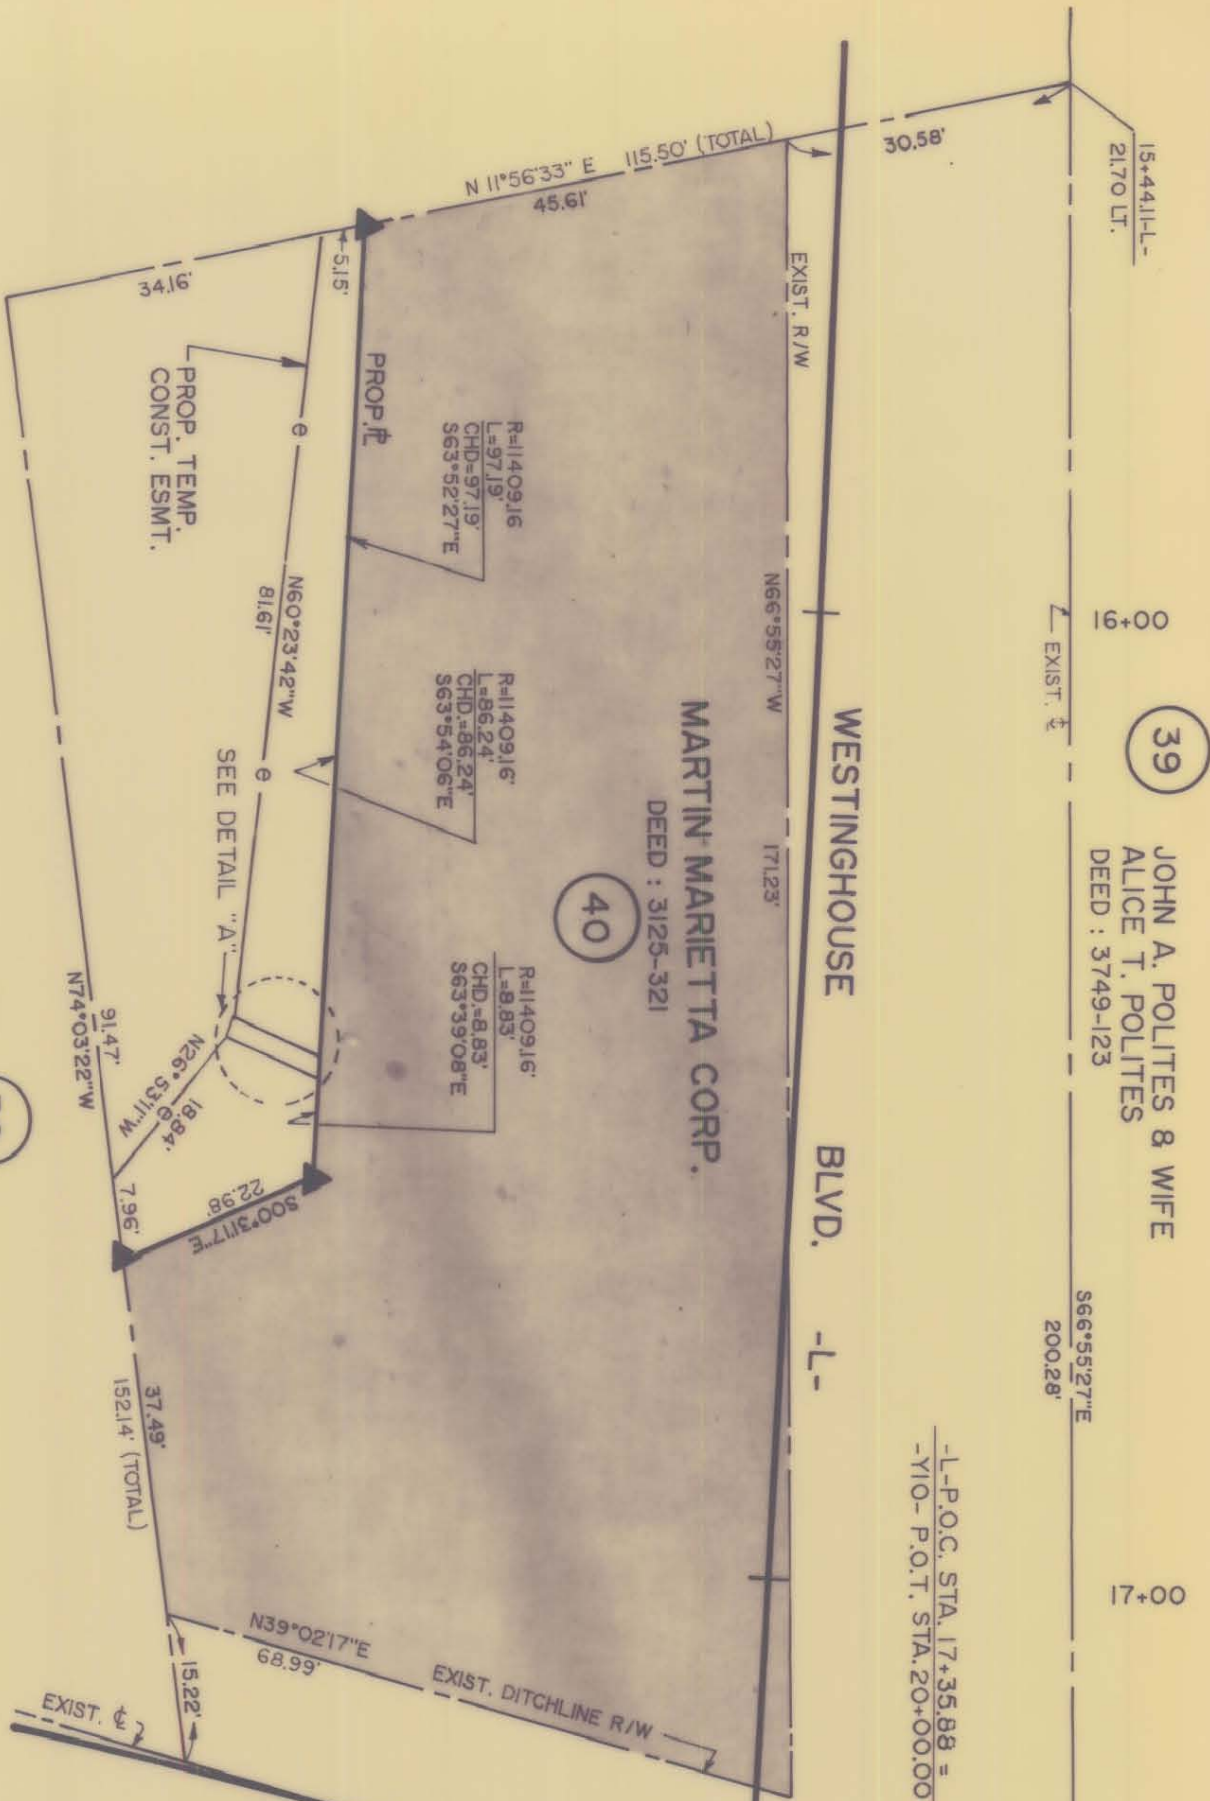 15+44.11-L-
21.70 LT.
16+00
EXIST. ℄
39
JOHN A. POLITES & WIFE
ALICE T. POLITES
DEED : 3749-123
S66°55'27"E
200.28'
17+00
-L-P.O.C. STA. 17+35.88 =
-Y10- P.O.T. STA. 20+00.00
30.58'
WESTINGHOUSE BLVD. -L-
EXIST. R/W
N66°55'27"W
171.23'
N 11°56'33" E 115.50' (TOTAL)
45.61'
MARTIN MARIETTA CORP.
DEED : 3125-321
40
R=11409.16
L=97.19'
CHD=97.19'
S63°52'27"E
R=11409.16'
L=86.24'
CHD.=86.24'
S63°54'06"E
R=11409.16'
L=8.83'
CHD.=8.83'
S63°39'08"E
PROP. ℞
5.15'
34.16'
PROP. TEMP.
CONST. ESMT.
e
N60°23'42"W
81.61'
e
SEE DETAIL "A"
N26°53'11"W
18.84'
e
22.98'
S00°31'17"E
91.47'
N74°03'22"W
7.96'
37.49'
152.14' (TOTAL)
N39°02'17"E
68.99'
EXIST. DITCHLINE R/W
15.22'
EXIST. ℄